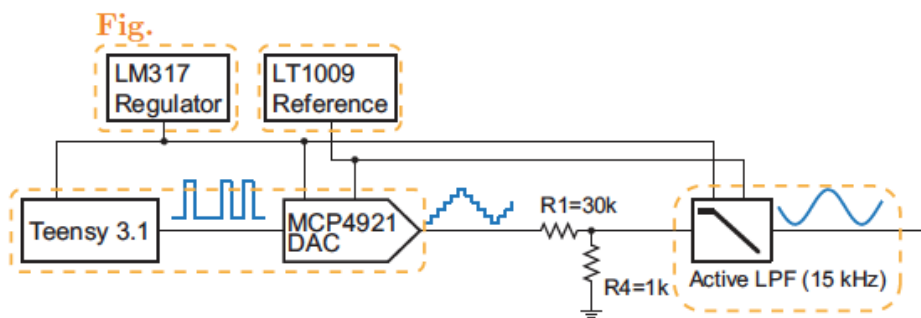 Fig.
LM317
Regulator
LT1009
Reference
Teensy 3.1
MCP4921
DAC
R1=30k
R4=1k
Active LPF (15 kHz)